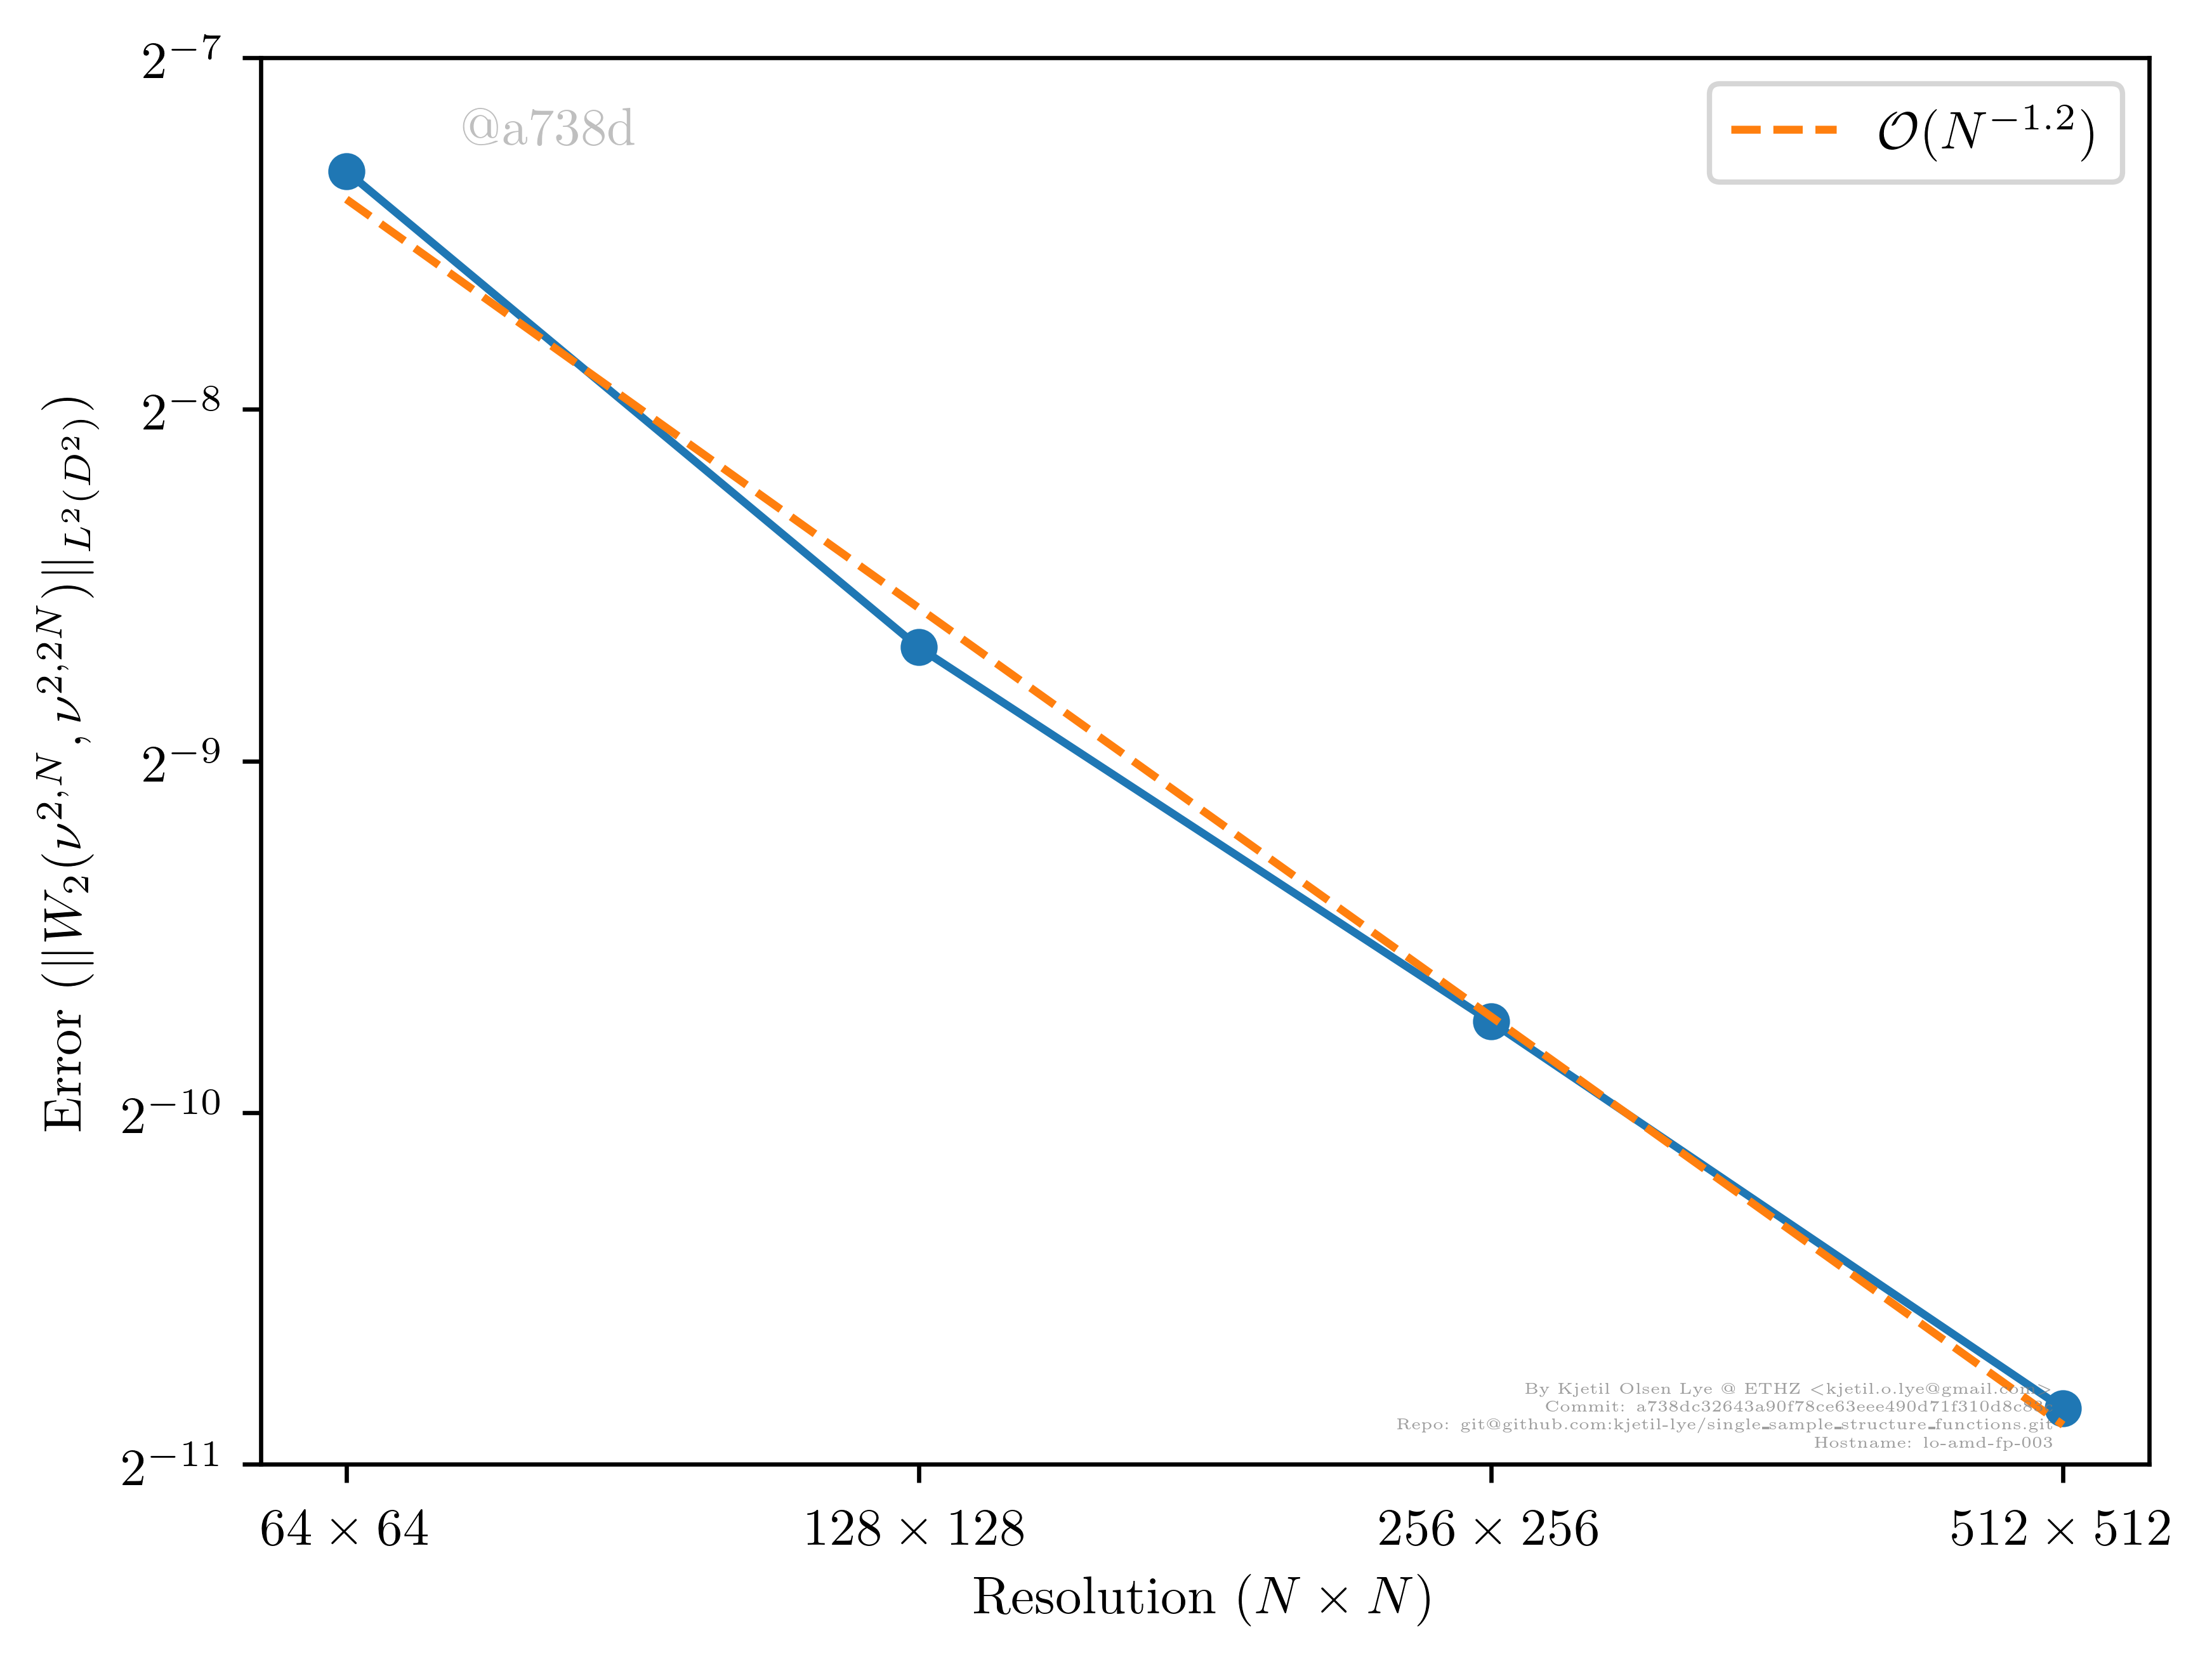 2^{-7}
@a738d
𝒪(N^{-1.2})
2^{-8}
2^{-9}
2^{-10}
2^{-11}
Error (||W_2(ν^{2,N}, ν^{2,2N})||_{L^2(D^2)})
By Kjetil Olsen Lye @ ETHZ <kjetil.o.lye@gmail.com>
Commit:
Repo: git@github.com:kjetil-lye/single_sample_structure_functions.git
Hostname: lo-amd-fp-003
64 × 64
128 × 128
256 × 256
512 × 512
Resolution (N × N)